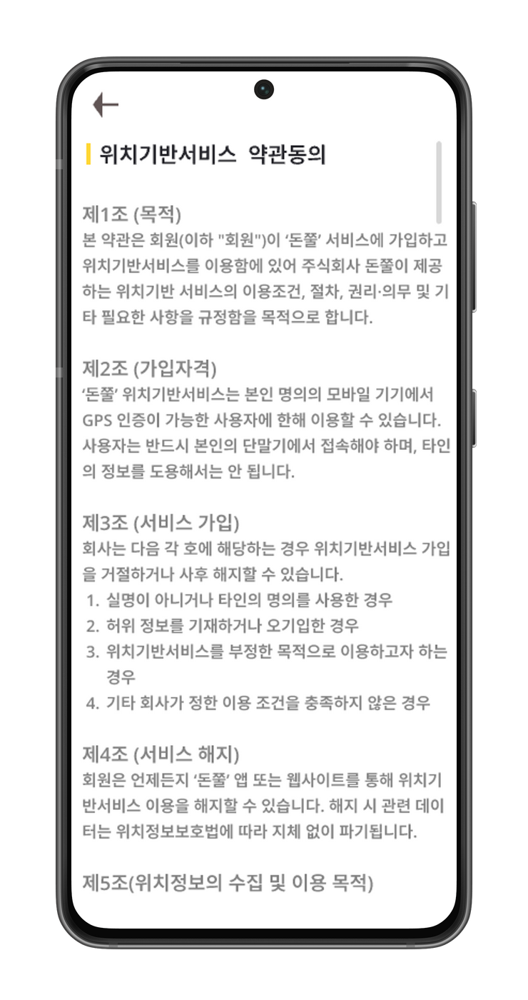 위치기반서비스 약관동의
제1조 (목적)
본 약관은 회원(이하 "회원")이 ‘돈쭐’ 서비스에 가입하고
위치기반서비스를 이용함에 있어 주식회사 돈쭐이 제공
하는 위치기반 서비스의 이용조건, 절차, 권리·의무 및 기
타 필요한 사항을 규정함을 목적으로 합니다.
제2조 (가입자격)
‘돈쭐’ 위치기반서비스는 본인 명의의 모바일 기기에서
GPS 인증이 가능한 사용자에 한해 이용할 수 있습니다.
사용자는 반드시 본인의 단말기에서 접속해야 하며, 타인
의 정보를 도용해서는 안 됩니다.
제3조 (서비스 가입)
회사는 다음 각 호에 해당하는 경우 위치기반서비스 가입
을 거절하거나 사후 해지할 수 있습니다.
1. 실명이 아니거나 타인의 명의를 사용한 경우
2. 허위 정보를 기재하거나 오기입한 경우
3. 위치기반서비스를 부정한 목적으로 이용하고자 하는
경우
4. 기타 회사가 정한 이용 조건을 충족하지 않은 경우
제4조 (서비스 해지)
회원은 언제든지 ‘돈쭐’ 앱 또는 웹사이트를 통해 위치기
반서비스 이용을 해지할 수 있습니다. 해지 시 관련 데이
터는 위치정보보호법에 따라 지체 없이 파기됩니다.
제5조(위치정보의 수집 및 이용 목적)